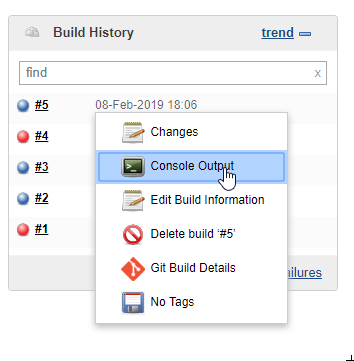 Build History trend
find x
#5 08-Feb-2019 18:06
#4 Changes
#3 Console Output
#2 Edit Build Information
#1 Delete build '#5'
Git Build Details ilures
No Tags